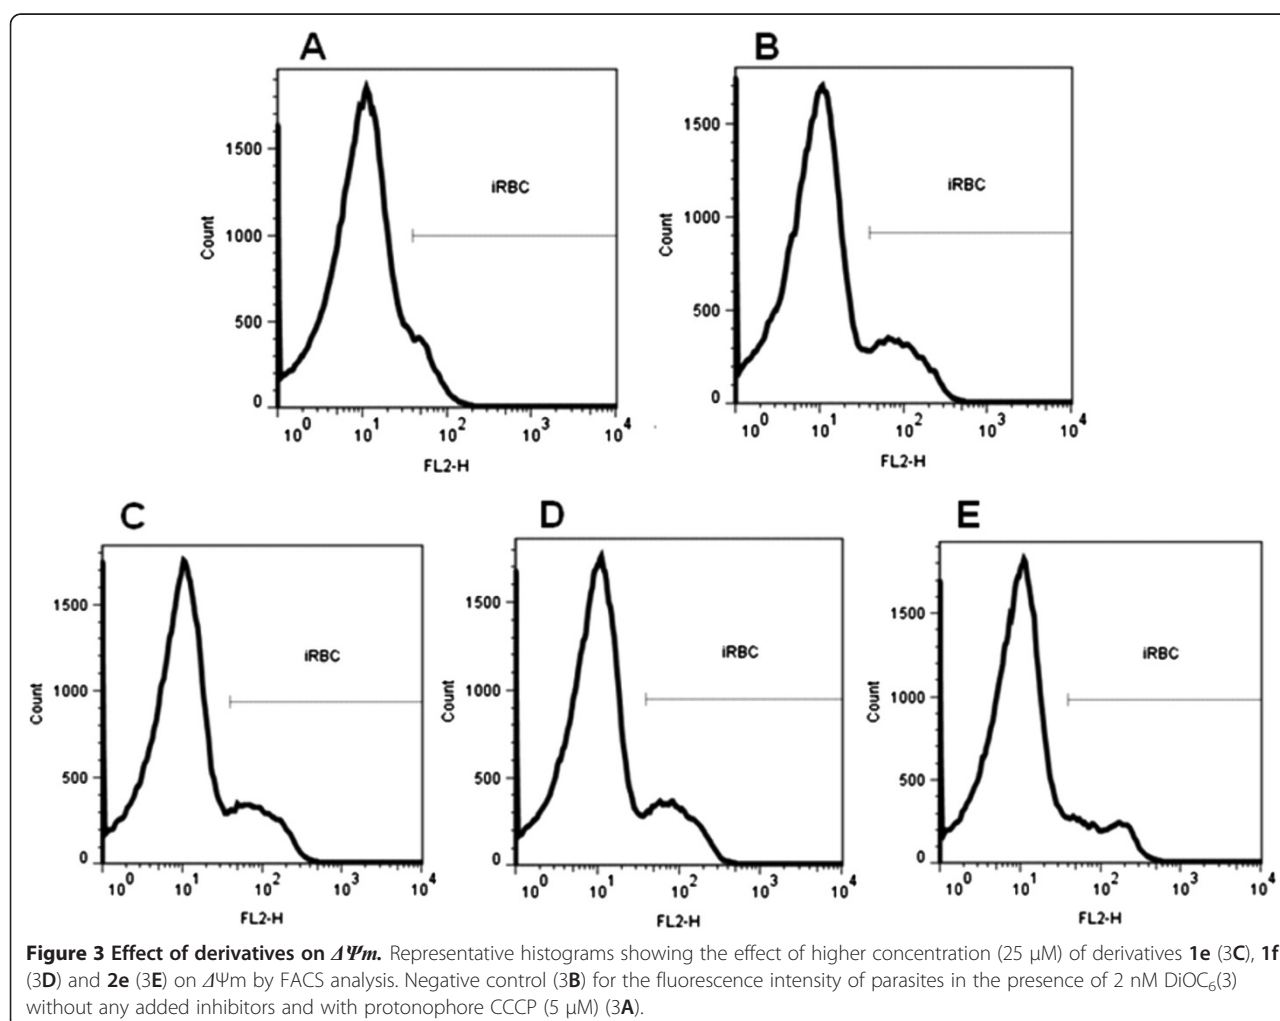 A
1500
1000
500
0
Count
iRBC
10^0 10^1 10^2 10^3 10^4
FL2-H
B
1500
1000
500
0
Count
iRBC
10^0 10^1 10^2 10^3 10^4
FL2-H
C
1500
1000
500
0
Count
iRBC
10^0 10^1 10^2 10^3 10^4
FL2-H
D
1500
1000
500
0
Count
iRBC
10^0 10^1 10^2 10^3 10^4
FL2-H
E
1500
1000
500
0
Count
iRBC
10^0 10^1 10^2 10^3 10^4
FL2-H
Figure 3 Effect of derivatives on ΔΨm. Representative histograms showing the effect of higher concentration (25 μM) of derivatives 1e (3C), 1f
(3D) and 2e (3E) on ΔΨm by FACS analysis. Negative control (3B) for the fluorescence intensity of parasites in the presence of 2 nM DiOC₆(3)
without any added inhibitors and with protonophore CCCP (5 μM) (3A).